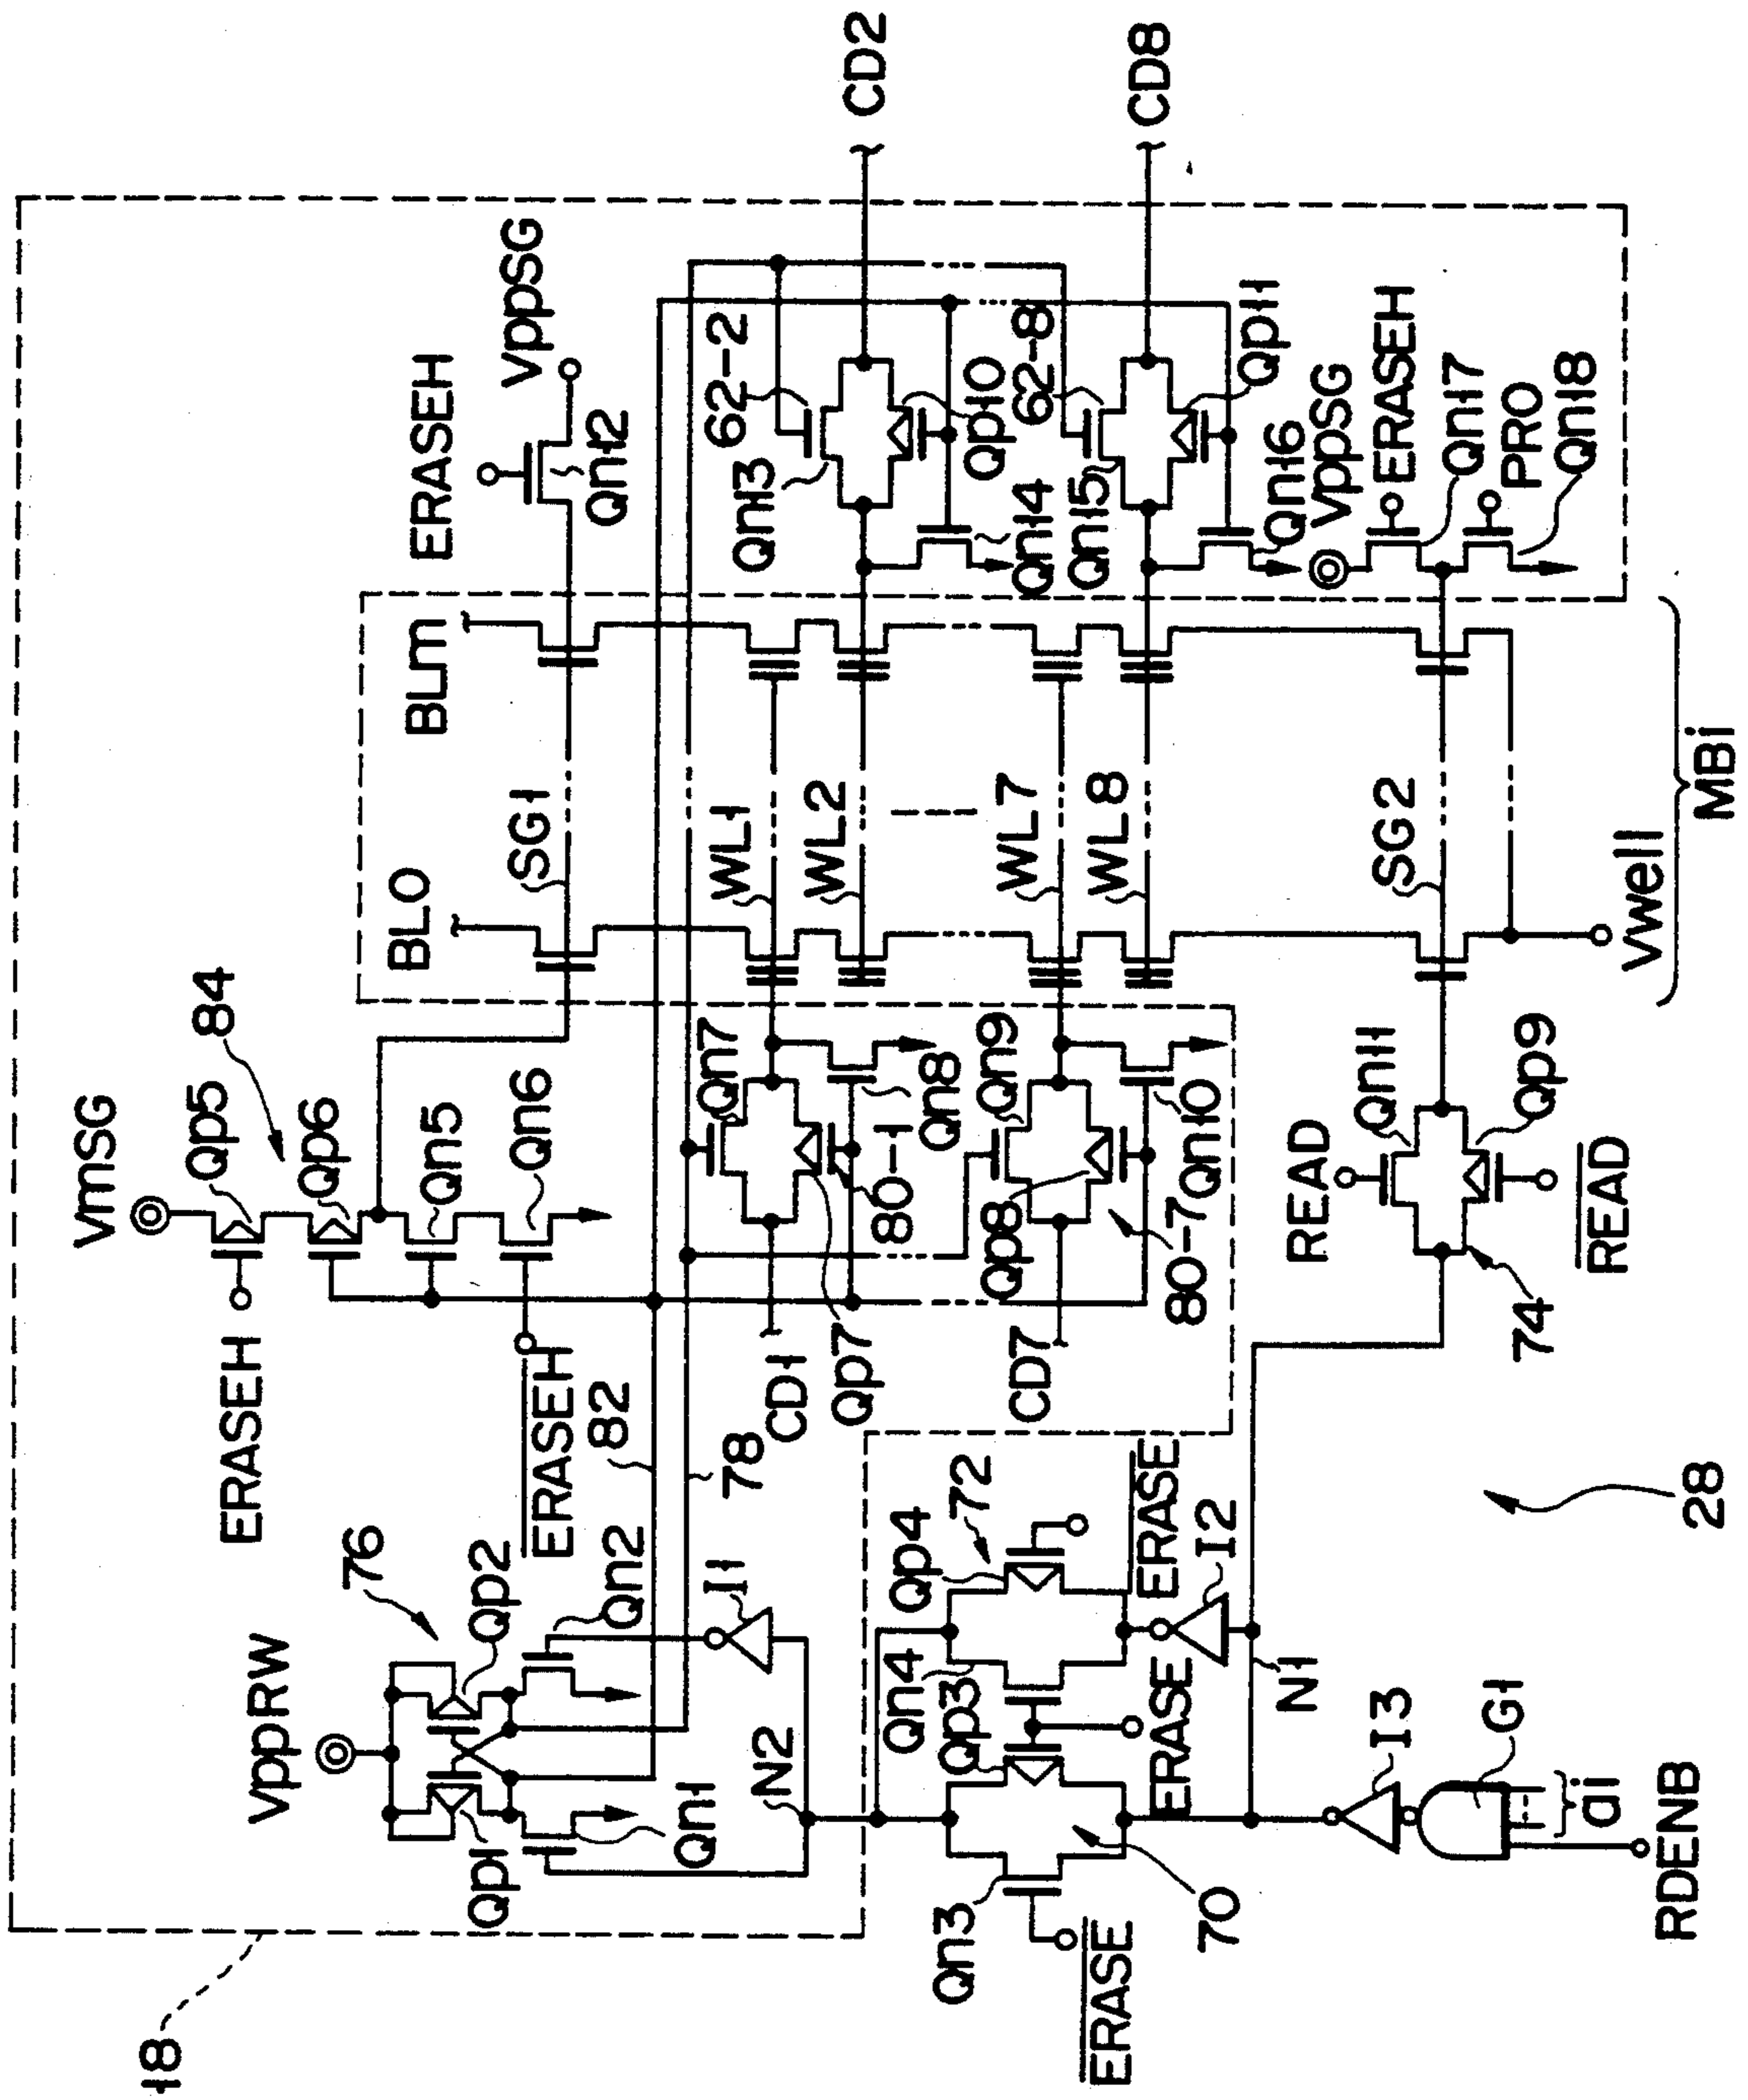 18
VppRW
76
Qp1
Qp2
Qn1
Qn2
I1
N2
ERASEH
VmSG
Qp5
84
Qp6
Qn5
Qn6
ERASEH
82
78
BL0
BLm
SG1
ERASEH
VppSG
Qn12
Qn7
WL1
WL2
62-2
Qn13
Qp10
Qn14
CD2
CD1
Qp7
80-1
Qn8
Qn9
WL7
WL8
62-8
Qn15
Qp11
Qn16
CD8
CD7
Qp8
80-7
Qn10
VppSG
ERASEH
Qn17
PRO
Qn18
SG2
Vwell
MBi
Qn3
ERASE
70
Qn4
Qp3
Qp4
72
ERASE
ERASE
I2
N1
I3
G1
ai
RDENB
READ
Qn11
Qp9
READ
74
28